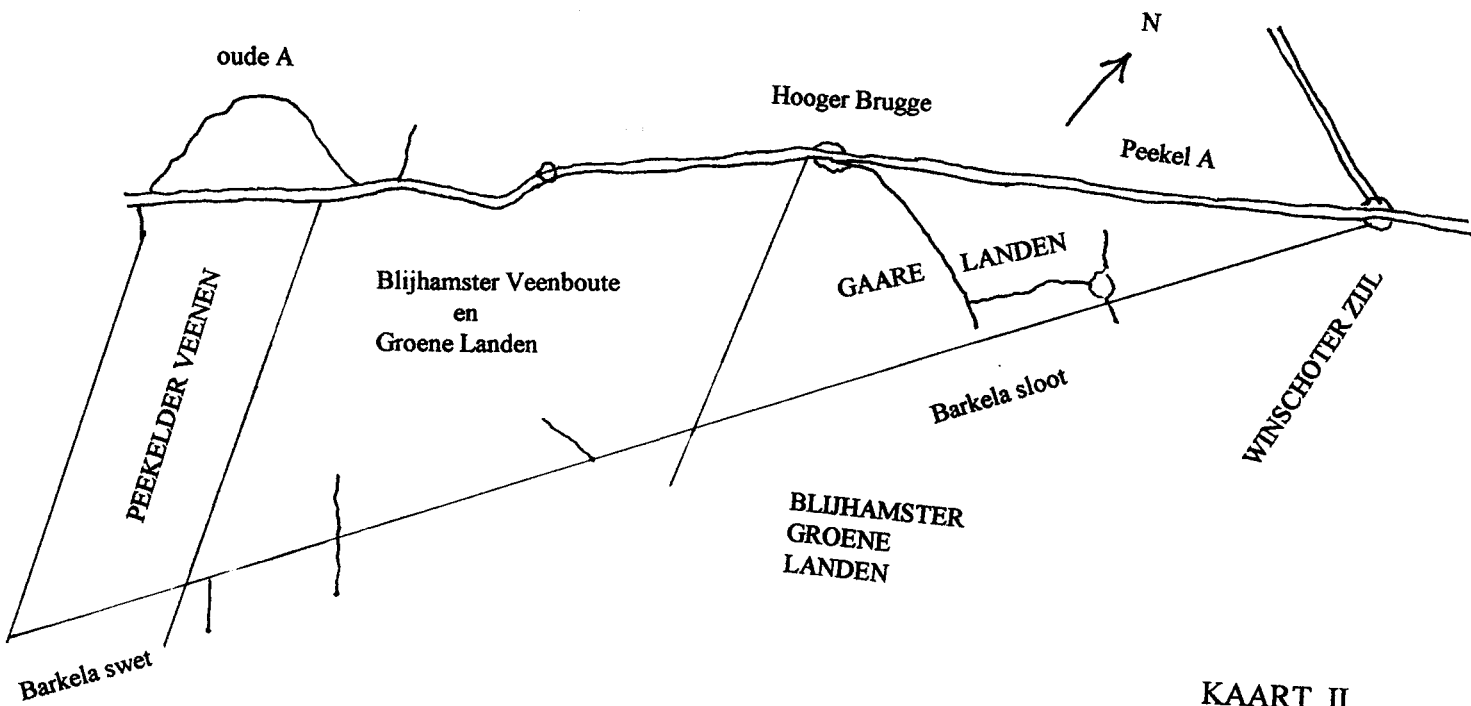 N
oude A
Hooger Brugge
Peekel A
Blijhamster Veenboute
en
Groene Landen
GAARE LANDEN
PEEKELDER VEENEN
WINSCHOTER ZIJL
Barkela sloot
BLIJHAMSTER
GROENE
LANDEN
Barkela swet
KAART II